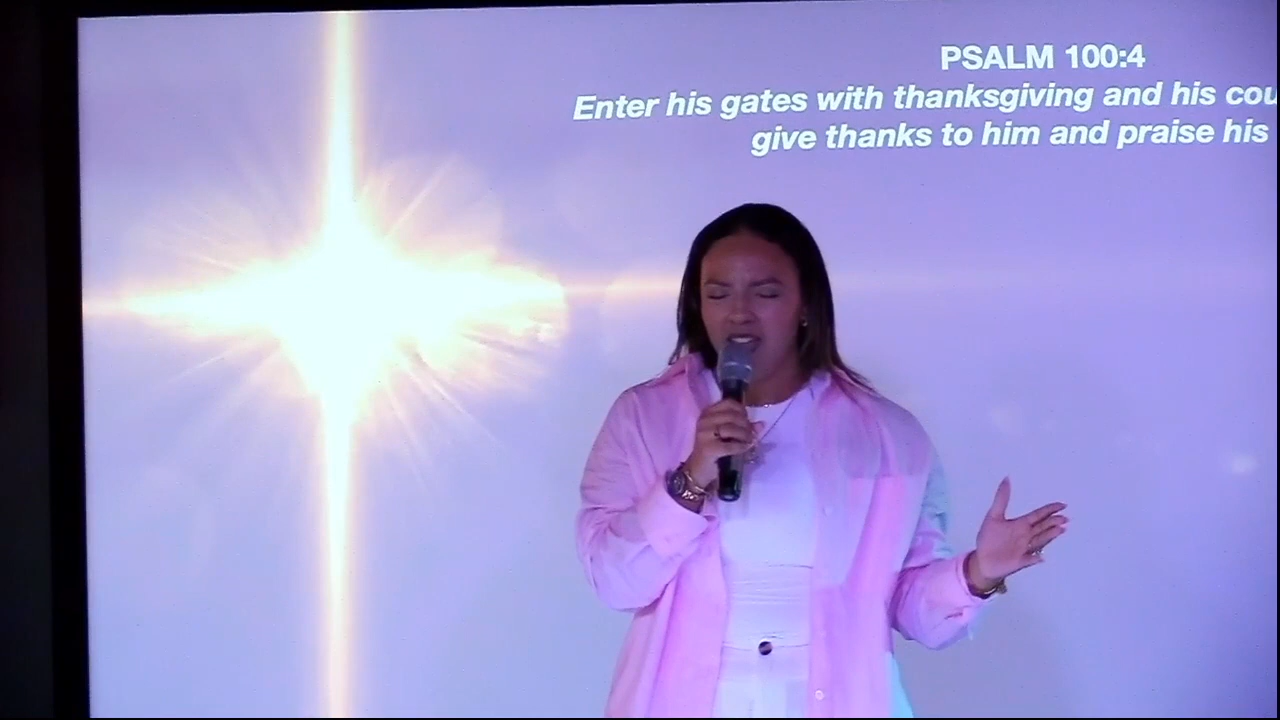 PSALM 100:4
Enter his gates with thanksgiving and his
give thanks to him and praise his